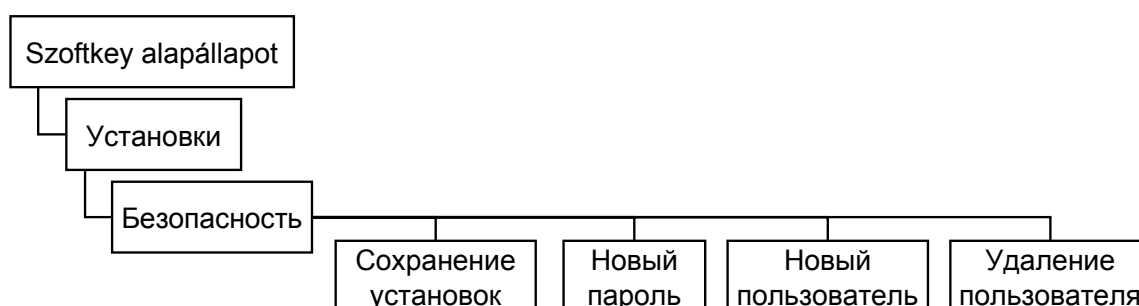 Szoftkey alapállapot
Установки
Безопасность
Сохранение
установок
Новый
пароль
Новый
пользователь
Удаление
пользователя